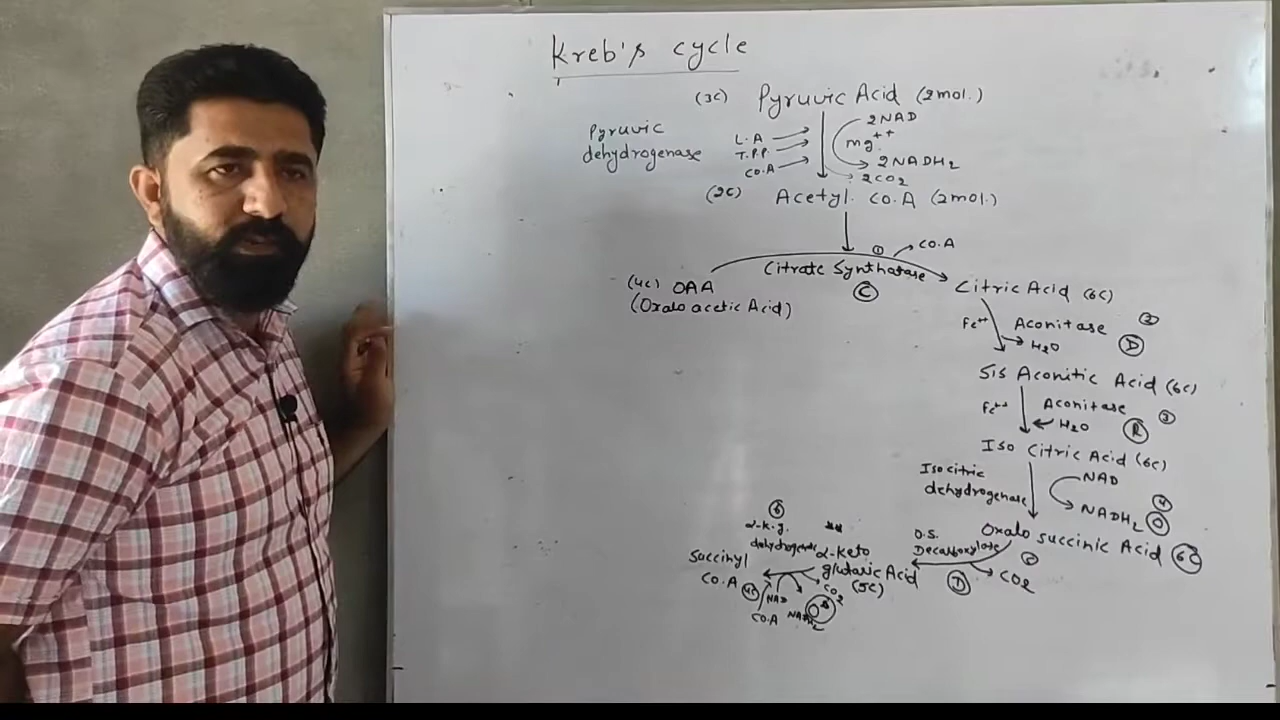 Kreb's cycle
(3C) Pyruvic Acid (2mol.)
Pyruvic
dehydrogenase
L.A
T.P.P
CO.A
2NAD
mg++
2NADH2
2CO2
(2C) Acetyl. CO.A (2mol.)
① CO.A
Citrate Synthatase
Ⓒ
(4C) OAA
(Oxalo acetic Acid)
Citric Acid (6C)
Fe++ Aconitase ②
H2O Ⓓ
Sis Aconitic Acid (6C)
Fe++ Aconitase ③
H2O Ⓡ
Iso Citric Acid (6C)
Isocitric
dehydrogenase
NAD
NADH2 ④ Ⓞ
Oxalo succinic Acid 6C
O.S.
Decarboxylase
CO2
Ⓓ
α-keto
glutaric Acid
(5C)
⑥
α-k.g.
dehydrogenase
CO2
NAD
NADH2
CO.A
Succinyl
CO.A 4C